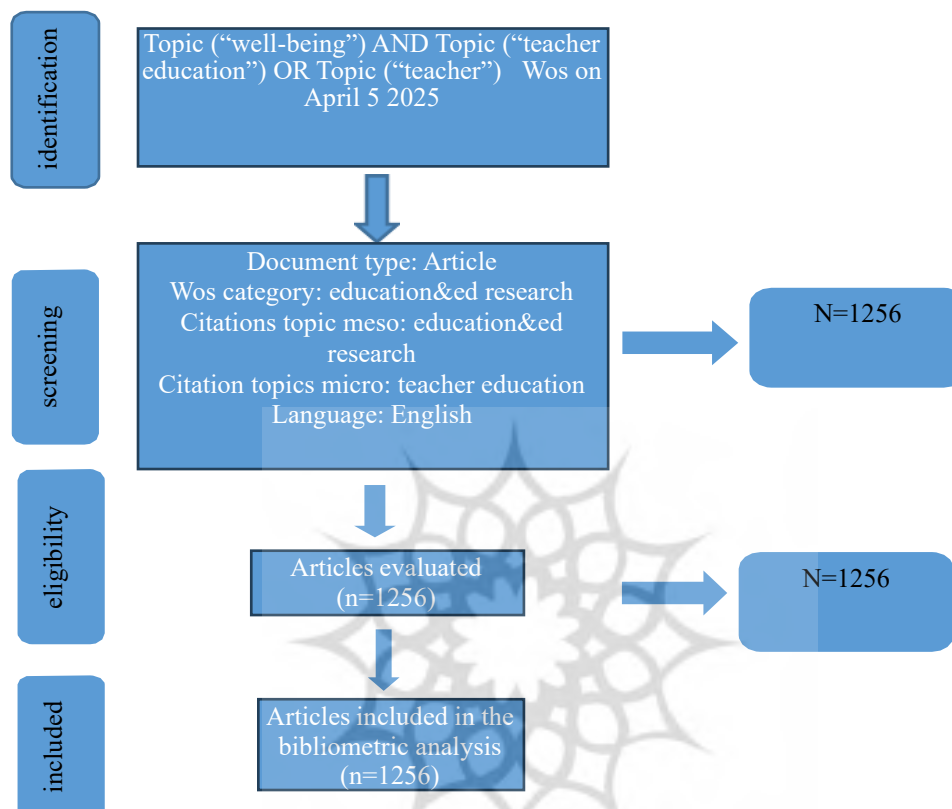 identification
Topic (“well-being”) AND Topic (“teacher
education”) OR Topic (“teacher”) Wos on
April 5 2025
screening
Document type: Article
Wos category: education&ed research
Citations topic meso: education&ed
research
Citation topics micro: teacher education
Language: English
N=1256
eligibility
Articles evaluated
(n=1256)
N=1256
included
Articles included in the
bibliometric analysis
(n=1256)